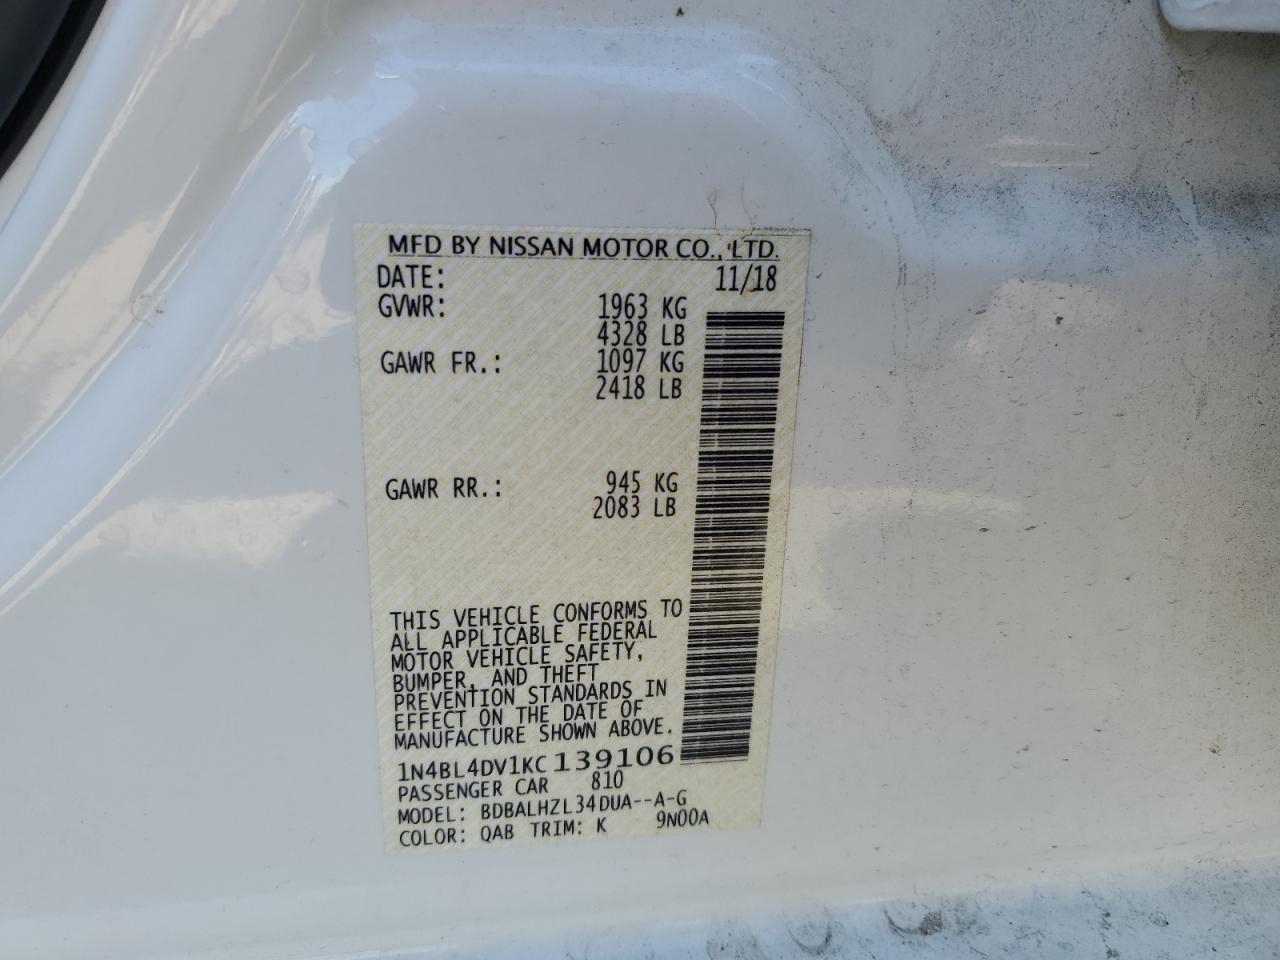 MFD BY NISSAN MOTOR CO., LTD.
DATE: 11/18
GVWR: 1963 KG
4328 LB
GAWR FR.: 1097 KG
2418 LB
GAWR RR.: 945 KG
2083 LB
THIS VEHICLE CONFORMS TO
ALL APPLICABLE FEDERAL
MOTOR VEHICLE SAFETY,
BUMPER, AND THEFT
PREVENTION STANDARDS IN
EFFECT ON THE DATE OF
MANUFACTURE SHOWN ABOVE.
1N4BL4DV1KC139106
PASSENGER CAR 810
MODEL: BDBALHZL34DUA--A-G
COLOR: QAB TRIM: K 9N00A